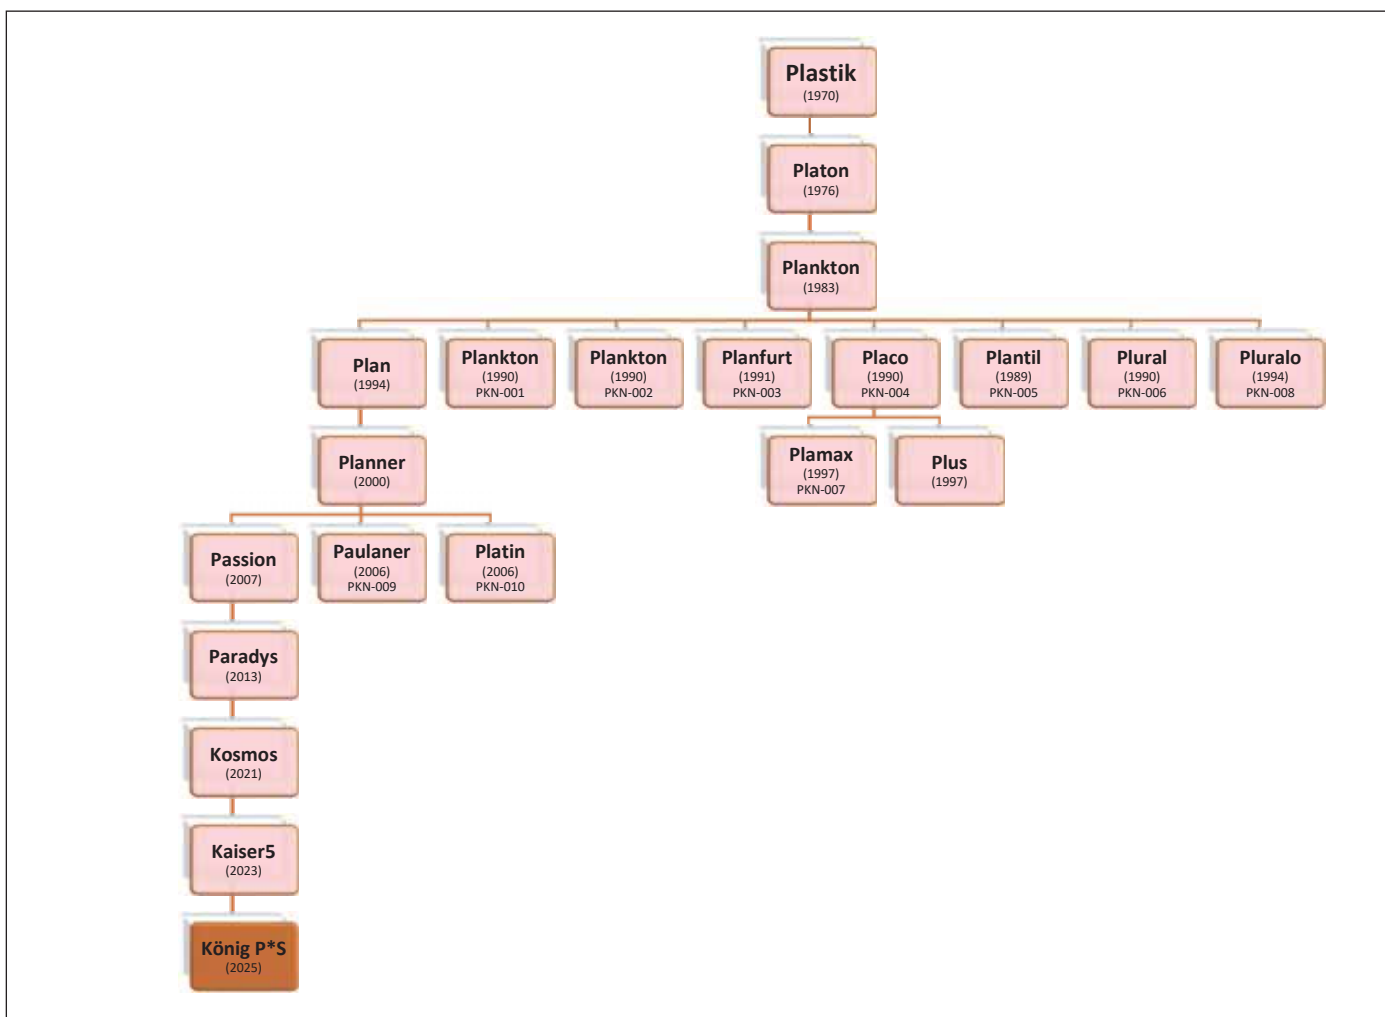 Plastik
(1970)
Platon
(1976)
Plankton
(1983)
Plan
(1994)
Plankton
(1990)
PKN-001
Plankton
(1990)
PKN-002
Planfurt
(1991)
PKN-003
Placo
(1990)
PKN-004
Plantil
(1989)
PKN-005
Plural
(1990)
PKN-006
Pluralo
(1994)
PKN-008
Planner
(2000)
Plamax
(1997)
PKN-007
Plus
(1997)
Passion
(2007)
Paulaner
(2006)
PKN-009
Platin
(2006)
PKN-010
Paradys
(2013)
Kosmos
(2021)
Kaiser5
(2023)
König P*S
(2025)